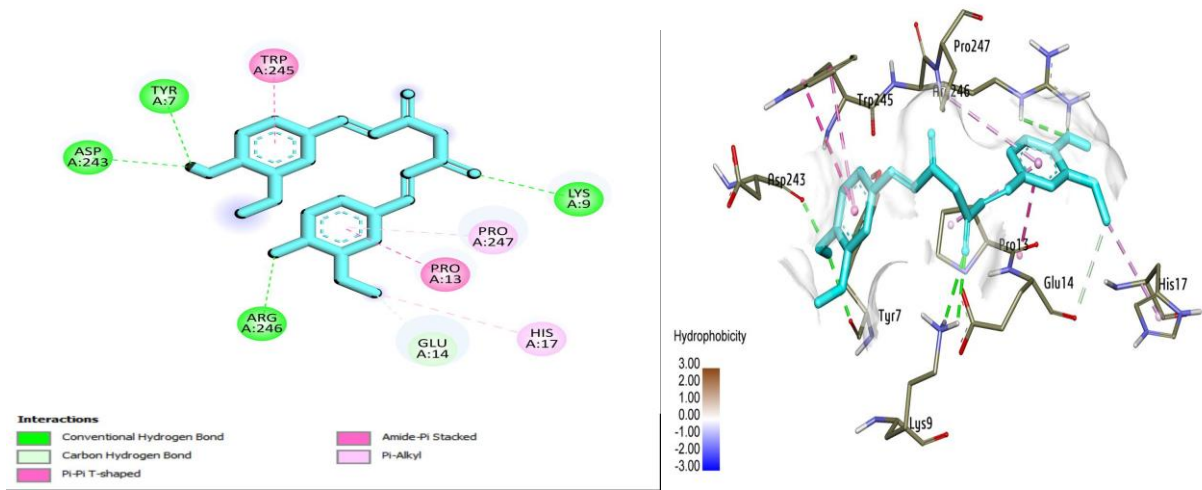 TRP
A:245
TYR
A:7
ASP
A:243
LYS
A:9
PRO
A:247
PRO
A:13
ARG
A:246
GLU
A:14
HIS
A:17
Interactions
Conventional Hydrogen Bond
Carbon Hydrogen Bond
Pi-Pi T-shaped
Amide-Pi Stacked
Pi-Alkyl
Pro247
Trp245
246
Asp243
Pro13
Glu14
His17
Tyr7
Lys9
Hydrophobicity
3.00
2.00
1.00
0.00
-1.00
-2.00
-3.00